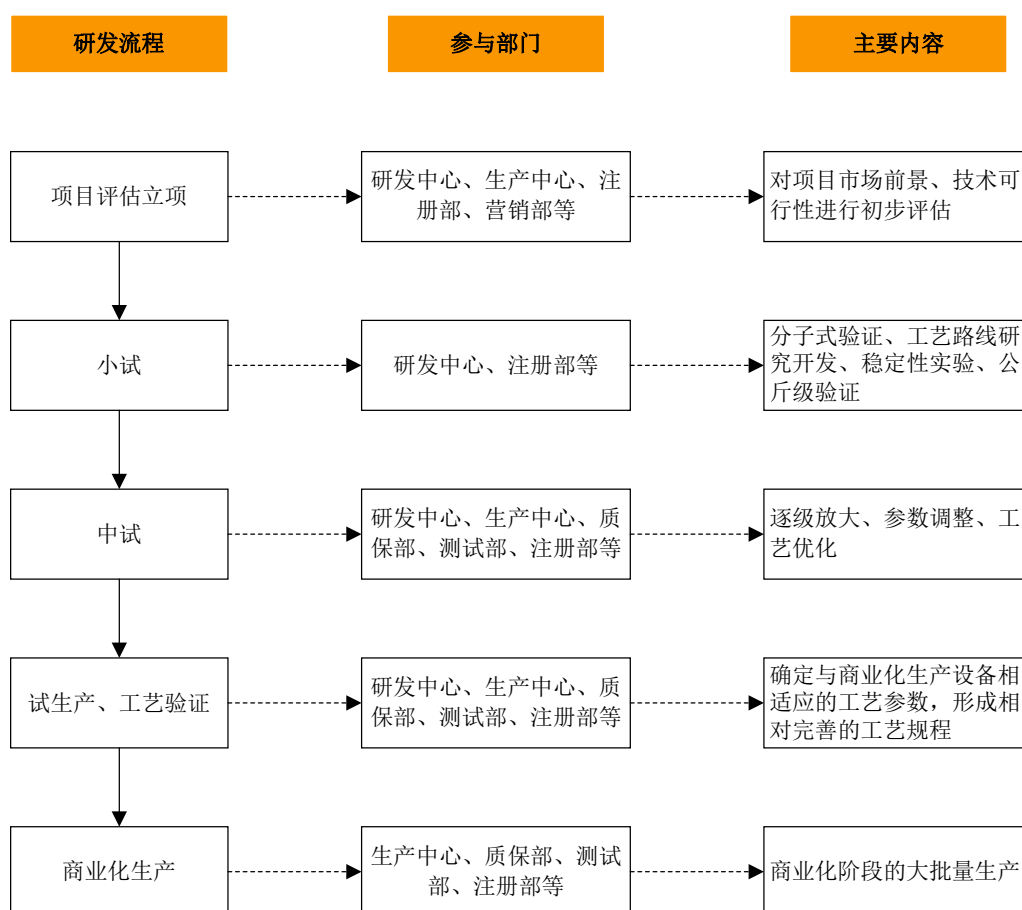 研发流程
参与部门
主要内容
项目评估立项
研发中心、生产中心、注
册部、营销部等
对项目市场前景、技术可
行性进行初步评估
小试
研发中心、注册部等
分子式验证、工艺路线研
究开发、稳定性实验、公
斤级验证
中试
研发中心、生产中心、质
保部、测试部、注册部等
逐级放大、参数调整、工
艺优化
试生产、工艺验证
研发中心、生产中心、质
保部、测试部、注册部等
确定与商业化生产设备相
适应的工艺参数，形成相
对完善的工艺规程
商业化生产
生产中心、质保部、测试
部、注册部等
商业化阶段的大批量生产